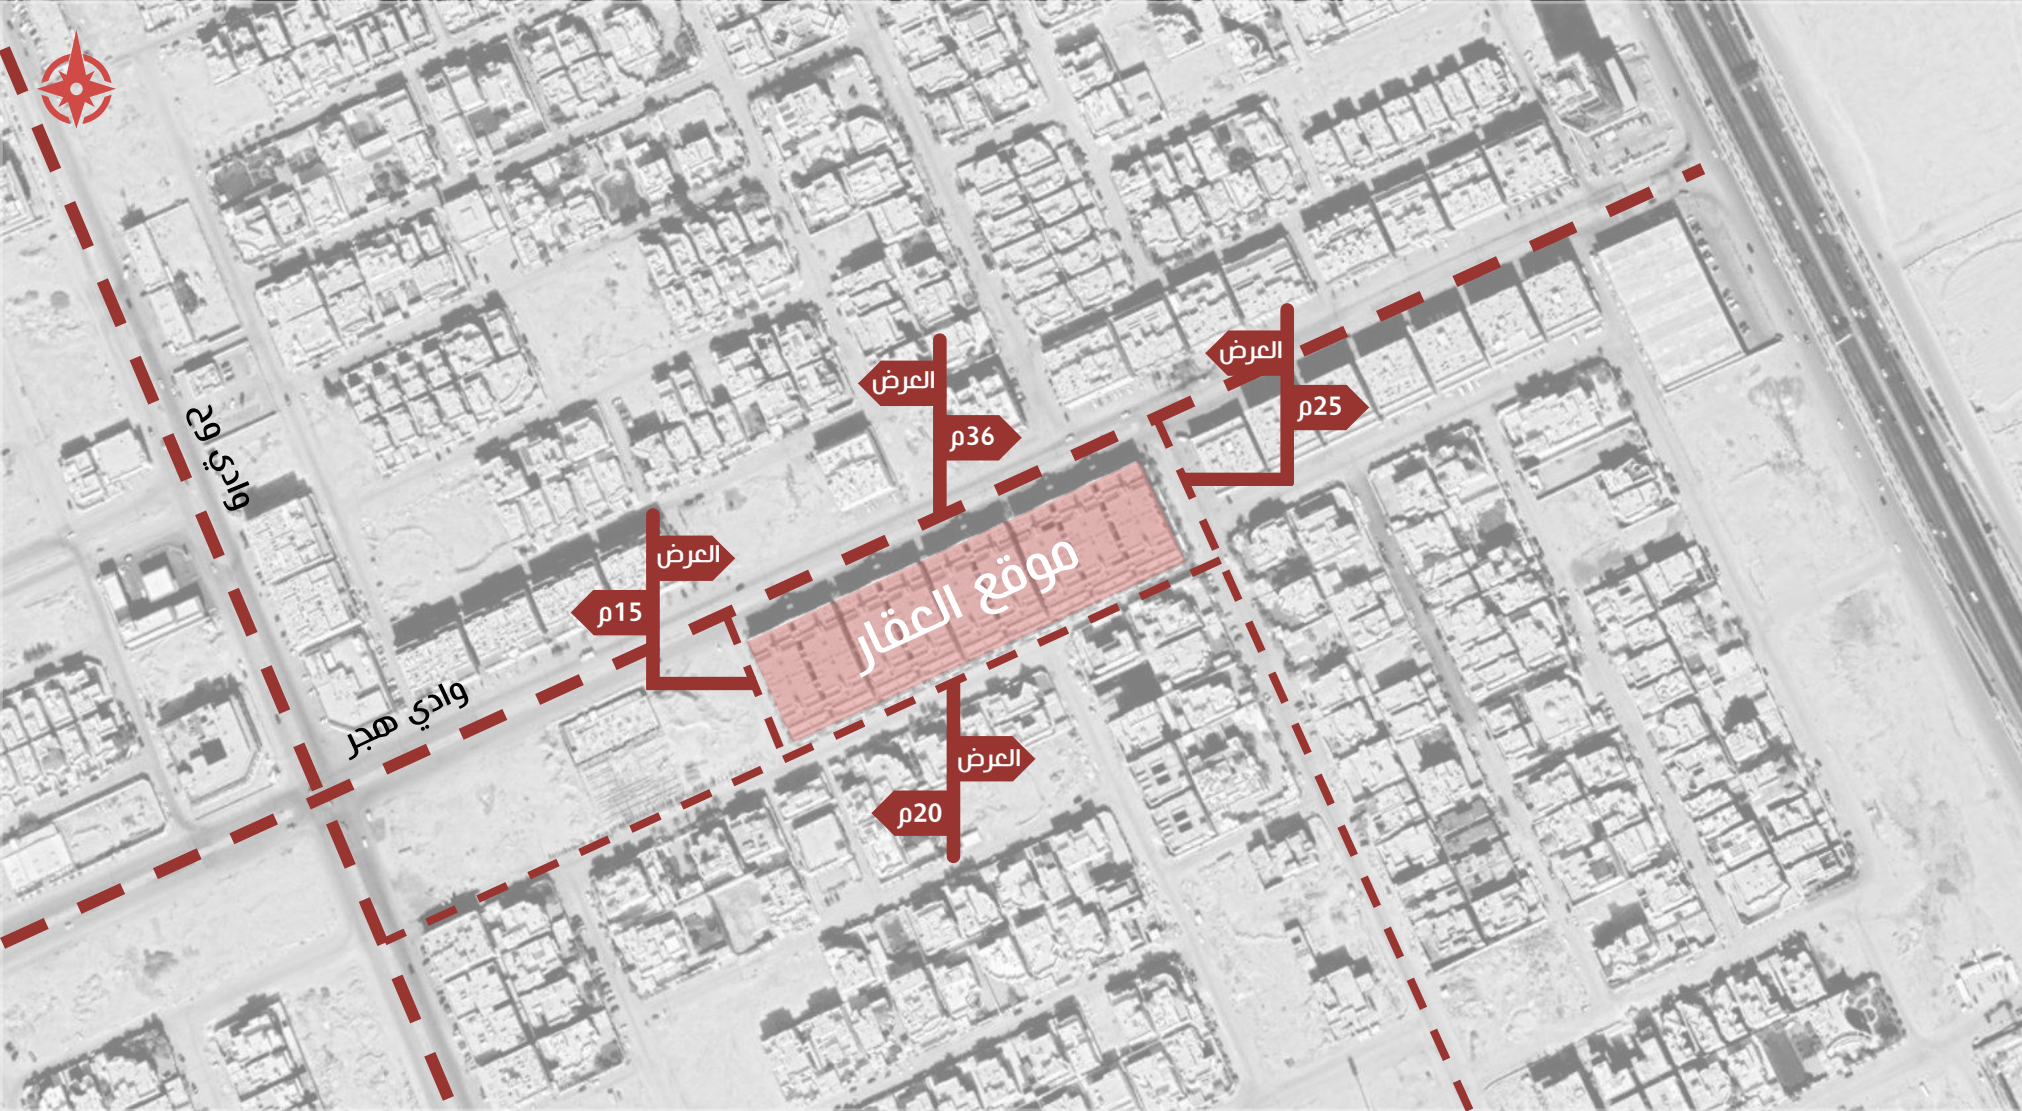 العرض
25م
العرض
36م
وادي وج
العرض
15م
موقع العقار
وادي هجر
العرض
20م